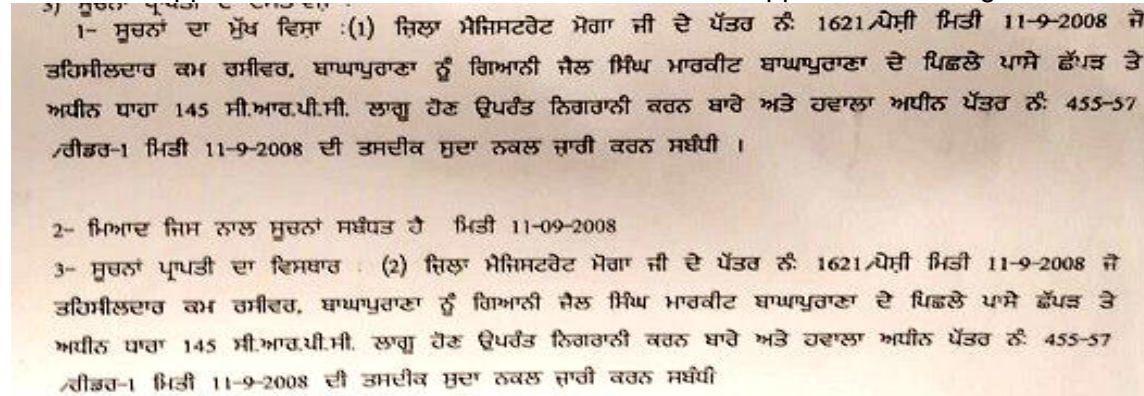 3) ਸੂਚਨਾਂ ਪ੍ਰਾਪਤੀ ਦਾ
1- ਸੂਚਨਾਂ ਦਾ ਮੁੱਖ ਵਿਸਾ :(1) ਜ਼ਿਲਾ ਮੈਜਿਸਟਰੇਟ ਮੋਗਾ ਜੀ ਦੇ ਪੱਤਰ ਨੰ: 1621/ਪੇਸ਼ੀ ਮਿਤੀ 11-9-2008 ਜੋ
ਤਹਿਸੀਲਦਾਰ ਕਮ ਰਸੀਵਰ, ਬਾਘਾਪੁਰਾਣਾ ਨੂੰ ਗਿਆਨੀ ਜੈਲ ਸਿੰਘ ਮਾਰਕੀਟ ਬਾਘਾਪੁਰਾਣਾ ਦੇ ਪਿਛਲੇ ਪਾਸੇ ਛੱਪੜ ਤੇ
ਅਧੀਨ ਧਾਰਾ 145 ਸੀ.ਆਰ.ਪੀ.ਸੀ. ਲਾਗੂ ਹੋਣ ਉਪਰੰਤ ਨਿਗਰਾਨੀ ਕਰਨ ਬਾਰੇ ਅਤੇ ਹਵਾਲਾ ਅਧੀਨ ਪੱਤਰ ਨੰ: 455-57
/ਰੀਡਰ-1 ਮਿਤੀ 11-9-2008 ਦੀ ਤਸਦੀਕ ਸੁਦਾ ਨਕਲ ਜ਼ਾਰੀ ਕਰਨ ਸਬੰਧੀ ।
2- ਮਿਆਦ ਜਿਸ ਨਾਲ ਸੂਚਨਾਂ ਸਬੰਧਤ ਹੈ ਮਿਤੀ 11-09-2008
3- ਸੂਚਨਾਂ ਪ੍ਰਾਪਤੀ ਦਾ ਵਿਸਥਾਰ : (2) ਜ਼ਿਲਾ ਮੈਜਿਸਟਰੇਟ ਮੋਗਾ ਜੀ ਦੇ ਪੱਤਰ ਨੰ: 1621/ਪੇਸ਼ੀ ਮਿਤੀ 11-9-2008 ਜੋ
ਤਹਿਸੀਲਦਾਰ ਕਮ ਰਸੀਵਰ, ਬਾਘਾਪੁਰਾਣਾ ਨੂੰ ਗਿਆਨੀ ਜੈਲ ਸਿੰਘ ਮਾਰਕੀਟ ਬਾਘਾਪੁਰਾਣਾ ਦੇ ਪਿਛਲੇ ਪਾਸੇ ਛੱਪੜ ਤੇ
ਅਧੀਨ ਧਾਰਾ 145 ਸੀ.ਆਰ.ਪੀ.ਸੀ. ਲਾਗੂ ਹੋਣ ਉਪਰੰਤ ਨਿਗਰਾਨੀ ਕਰਨ ਬਾਰੇ ਅਤੇ ਹਵਾਲਾ ਅਧੀਨ ਪੱਤਰ ਨੰ: 455-57
/ਰੀਡਰ-1 ਮਿਤੀ 11-9-2008 ਦੀ ਤਸਦੀਕ ਸੁਦਾ ਨਕਲ ਜ਼ਾਰੀ ਕਰਨ ਸਬੰਧੀ